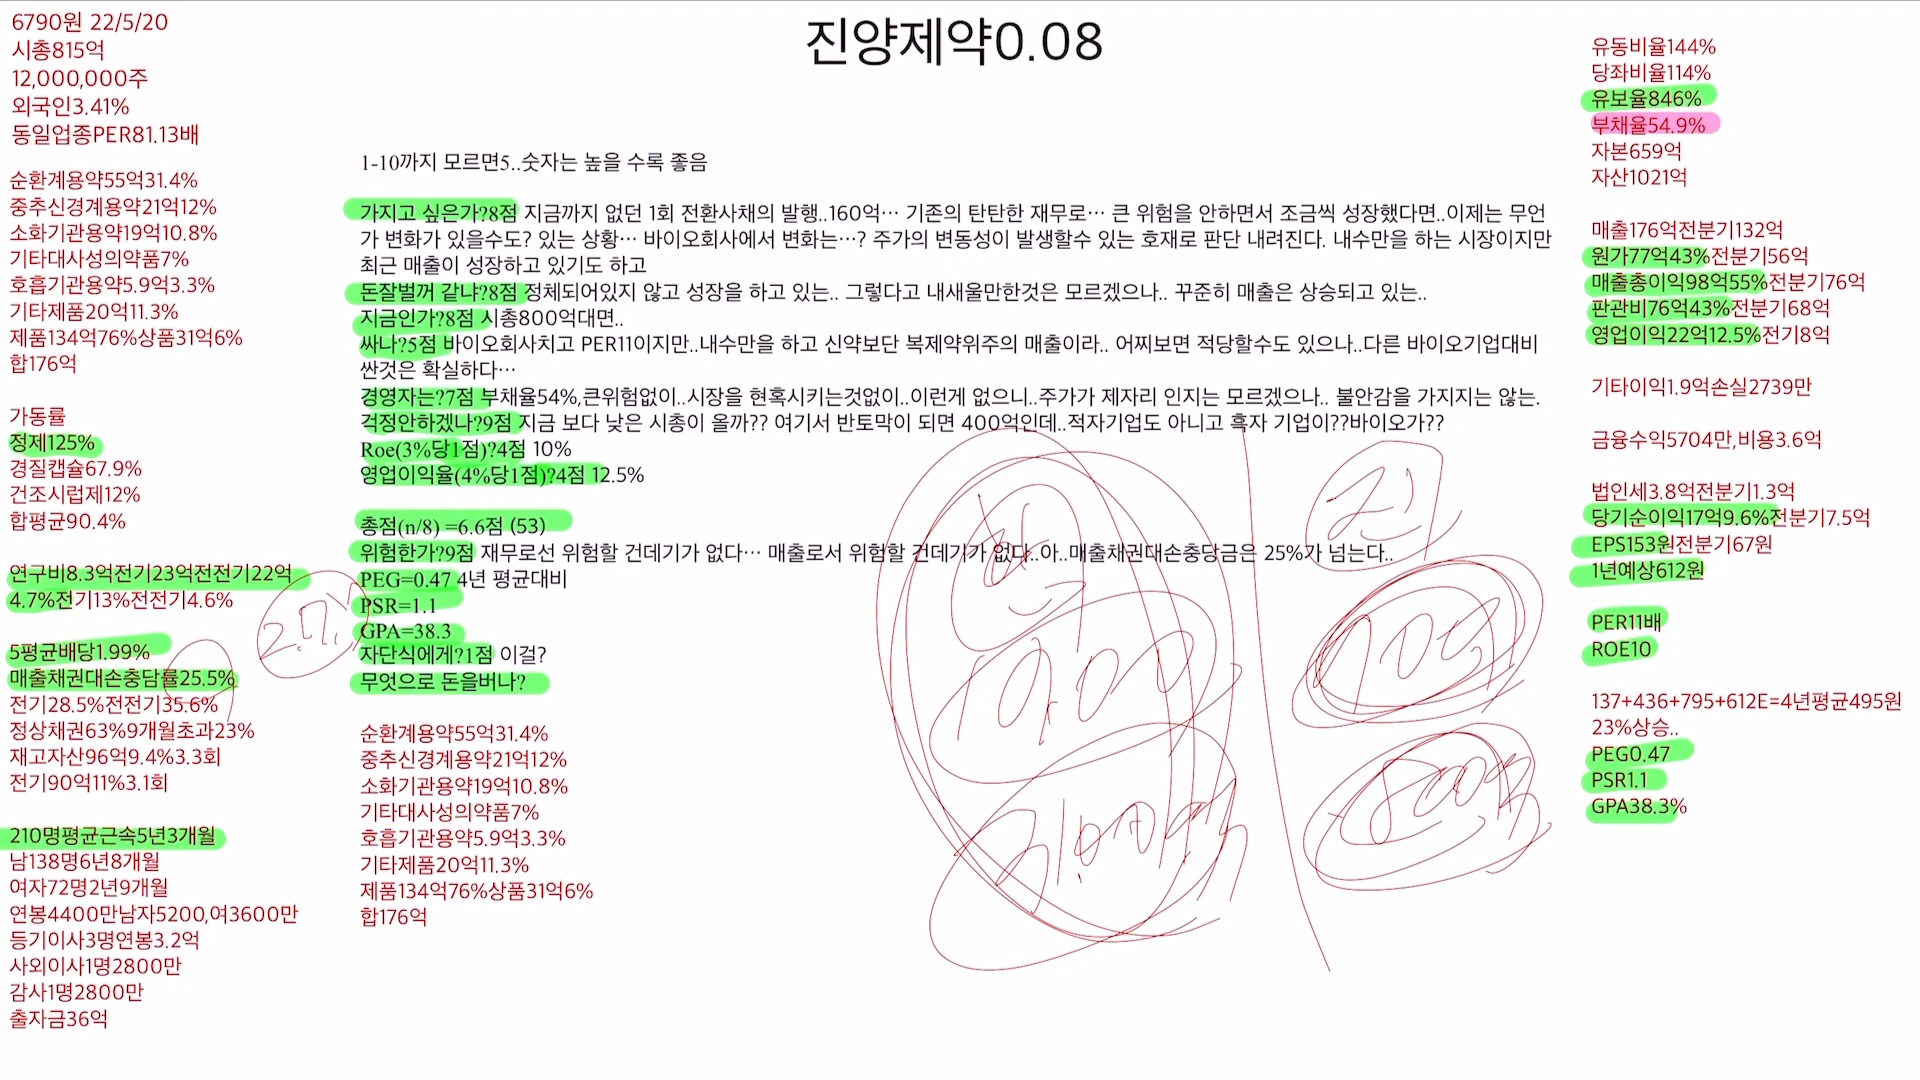 진양제약0.08
6790원 22/5/20
시총815억
12,000,000주
외국인3.41%
동일업종PER81.13배
순환계용약55억31.4%
중추신경계용약21억12%
소화기관용약19억10.8%
기타대사성의약품7%
호흡기관용약5.9억3.3%
기타제품20억11.3%
제품134억76%상품31억6%
합176억
가동률
정제125%
경질캡슐67.9%
건조시럽제12%
합평균90.4%
연구비8.3억전기23억전전기22억
4.7%전기13%전전기4.6%
5평균배당1.99%
매출채권대손충담률25.5%
전기28.5%전전기35.6%
정상채권63%9개월초과23%
재고자산96억9.4%3.3회
전기90억11%3.1회
210명평균근속5년3개월
남138명6년8개월
여자72명2년9개월
연봉4400만남자5200,여3600만
등기이사3명연봉3.2억
사외이사1명2800만
감사1명2800만
출자금36억
1-10까지 모르면5..숫자는 높을 수록 좋음
가지고 싶은가?8점 지금까지 없던 1회 전환사채의 발행..160억… 기존의 탄탄한 재무로… 큰 위험을 안하면서 조금씩 성장했다면..이제는 무언
가 변화가 있을수도? 있는 상황… 바이오회사에서 변화는…? 주가의 변동성이 발생할수 있는 호재로 판단 내려진다. 내수만을 하는 시장이지만
최근 매출이 성장하고 있기도 하고
돈잘벌꺼 같냐?8점 정체되어있지 않고 성장을 하고 있는.. 그렇다고 내새울만한것은 모르겠으나.. 꾸준히 매출은 상승되고 있는..
지금인가?8점 시총800억대면..
싸나?5점 바이오회사치고 PER11이지만..내수만을 하고 신약보단 복제약위주의 매출이라.. 어찌보면 적당할수도 있으나..다른 바이오기업대비
싼것은 확실하다…
경영자는?7점 부채율54%,큰위험없이..시장을 현혹시키는것없이..이런게 없으니..주가가 제자리 인지는 모르겠으나.. 불안감을 가지지는 않는.
걱정안하겠나?9점 지금 보다 낮은 시총이 올까?? 여기서 반토막이 되면 400억인데..적자기업도 아니고 흑자 기업이??바이오가??
Roe(3%당1점)?4점 10%
영업이익율(4%당1점)?4점 12.5%
총점(n/8) =6.6점 (53)
위험한가?9점 재무로선 위험할 건데기가 없다… 매출로서 위험할 건데기가 없다..아..매출채권대손충당금은 25%가 넘는다..
PEG=0.47 4년 평균대비
PSR=1.1
GPA=38.3
자단식에게?1점 이걸?
무엇으로 돈을버나?
순환계용약55억31.4%
중추신경계용약21억12%
소화기관용약19억10.8%
기타대사성의약품7%
호흡기관용약5.9억3.3%
기타제품20억11.3%
제품134억76%상품31억6%
합176억
진
800억
유동비율144%
당좌비율114%
유보율846%
부채율54.9%
자본659억
자산1021억
매출176억전분기132억
원가77억43%전분기56억
매출총이익98억55%전분기76억
판관비76억43%전분기68억
영업이익22억12.5%전기8억
기타이익1.9억손실2739만
금융수익5704만,비용3.6억
법인세3.8억전분기1.3억
당기순이익17억9.6%전분기7.5억
EPS153원전분기67원
1년예상612원
PER11배
ROE10
137+436+795+612E=4년평균495원
23%상승..
PEG0.47
PSR1.1
GPA38.3%